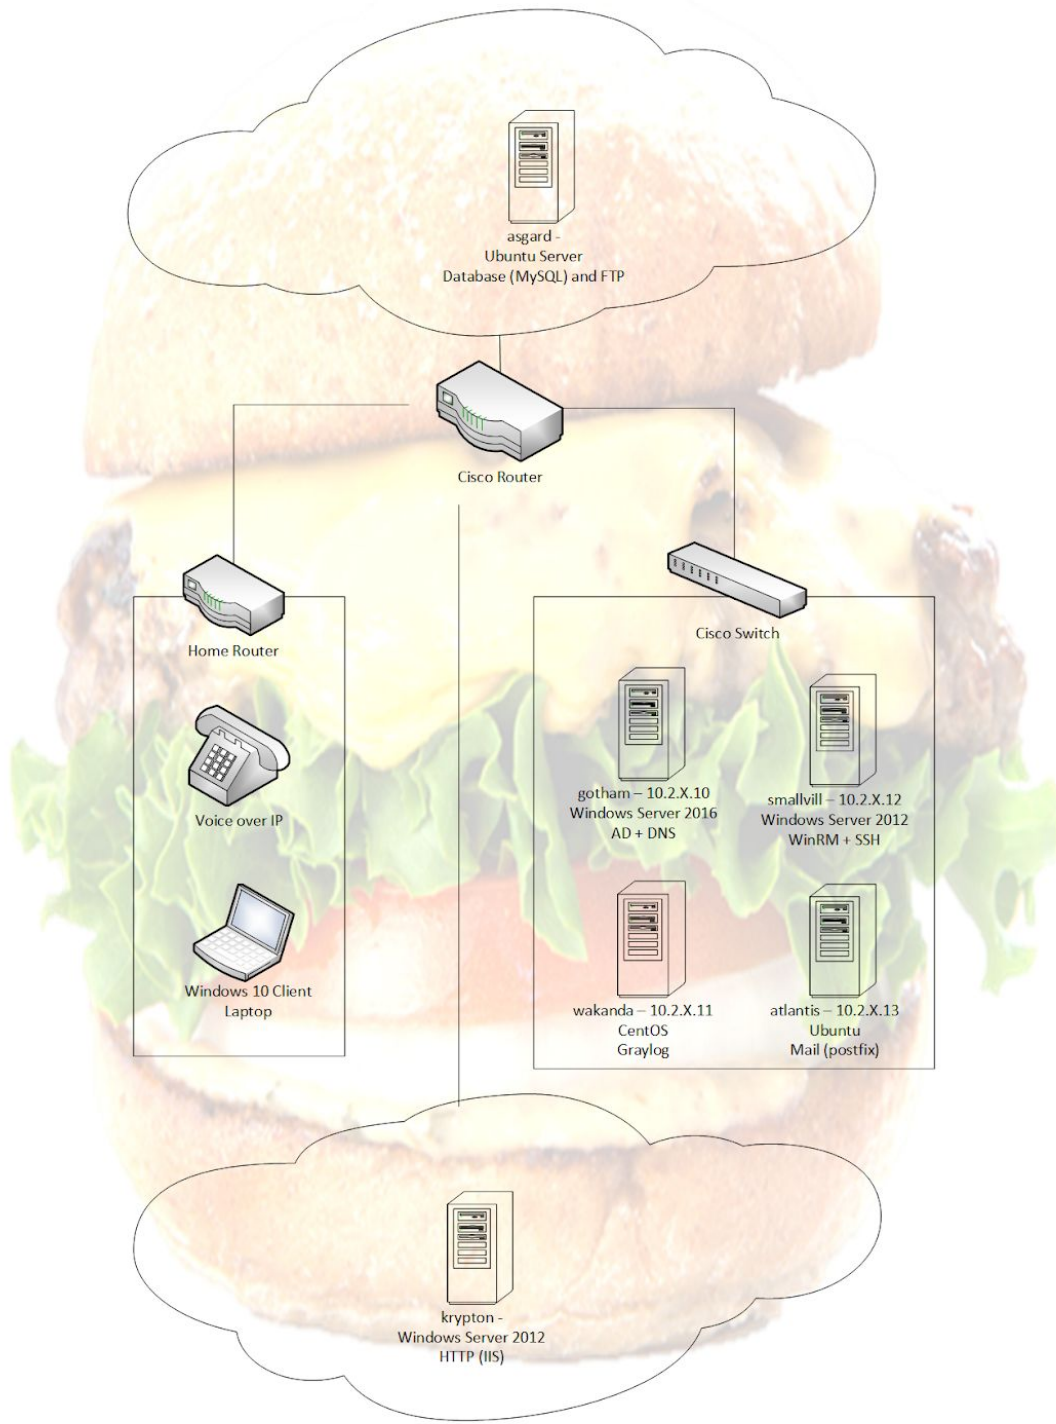 asgard -
Ubuntu Server
Database (MySQL) and FTP
Cisco Router
Home Router
Cisco Switch
Voice over IP
gotham – 10.2.X.10
Windows Server 2016
AD + DNS
smallvill – 10.2.X.12
Windows Server 2012
WinRM + SSH
Windows 10 Client
Laptop
wakanda – 10.2.X.11
CentOS
Graylog
atlantis – 10.2.X.13
Ubuntu
Mail (postfix)
krypton -
Windows Server 2012
HTTP (IIS)